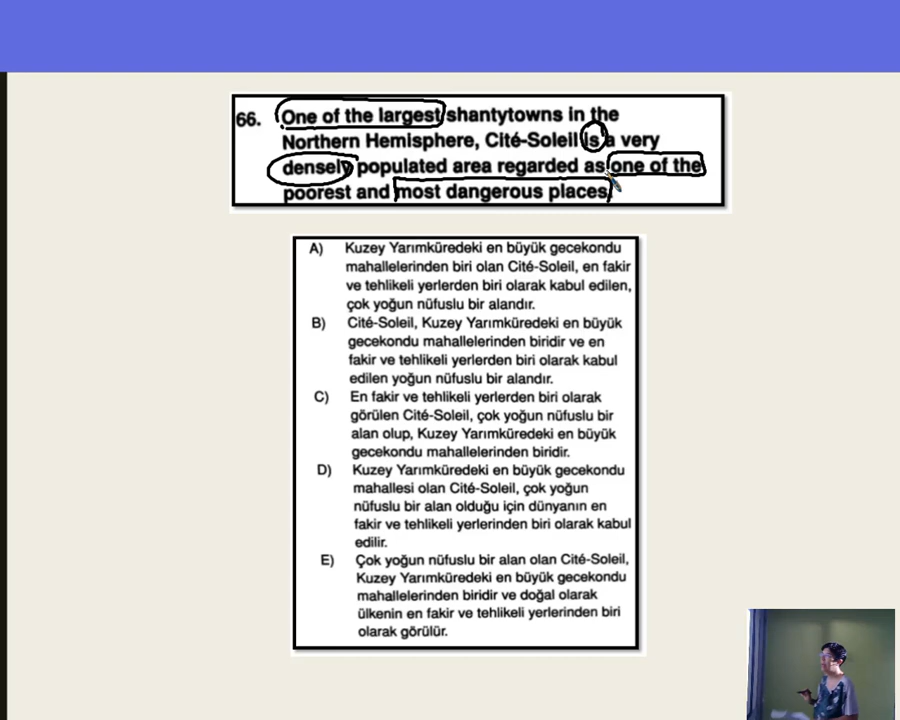 66. One of the largest shantytowns in the
Northern Hemisphere, Cité-Soleil is a very
densely populated area regarded as one of the
poorest and most dangerous places.
A) Kuzey Yarımküredeki en büyük gecekondu
mahallelerinden biri olan Cité-Soleil, en fakir
ve tehlikeli yerlerden biri olarak kabul edilen,
çok yoğun nüfuslu bir alandır.
B) Cité-Soleil, Kuzey Yarımküredeki en büyük
gecekondu mahallelerinden biridir ve en
fakir ve tehlikeli yerlerden biri olarak kabul
edilen yoğun nüfuslu bir alandır.
C) En fakir ve tehlikeli yerlerden biri olarak
görülen Cité-Soleil, çok yoğun nüfuslu bir
alan olup, Kuzey Yarımküredeki en büyük
gecekondu mahallelerinden biridir.
D) Kuzey Yarımküredeki en büyük gecekondu
mahallesi olan Cité-Soleil, çok yoğun
nüfuslu bir alan olduğu için dünyanın en
fakir ve tehlikeli yerlerinden biri olarak kabul
edilir.
E) Çok yoğun nüfuslu bir alan olan Cité-Soleil,
Kuzey Yarımküredeki en büyük gecekondu
mahallelerinden biridir ve doğal olarak
ülkenin en fakir ve tehlikeli yerlerinden biri
olarak görülür.